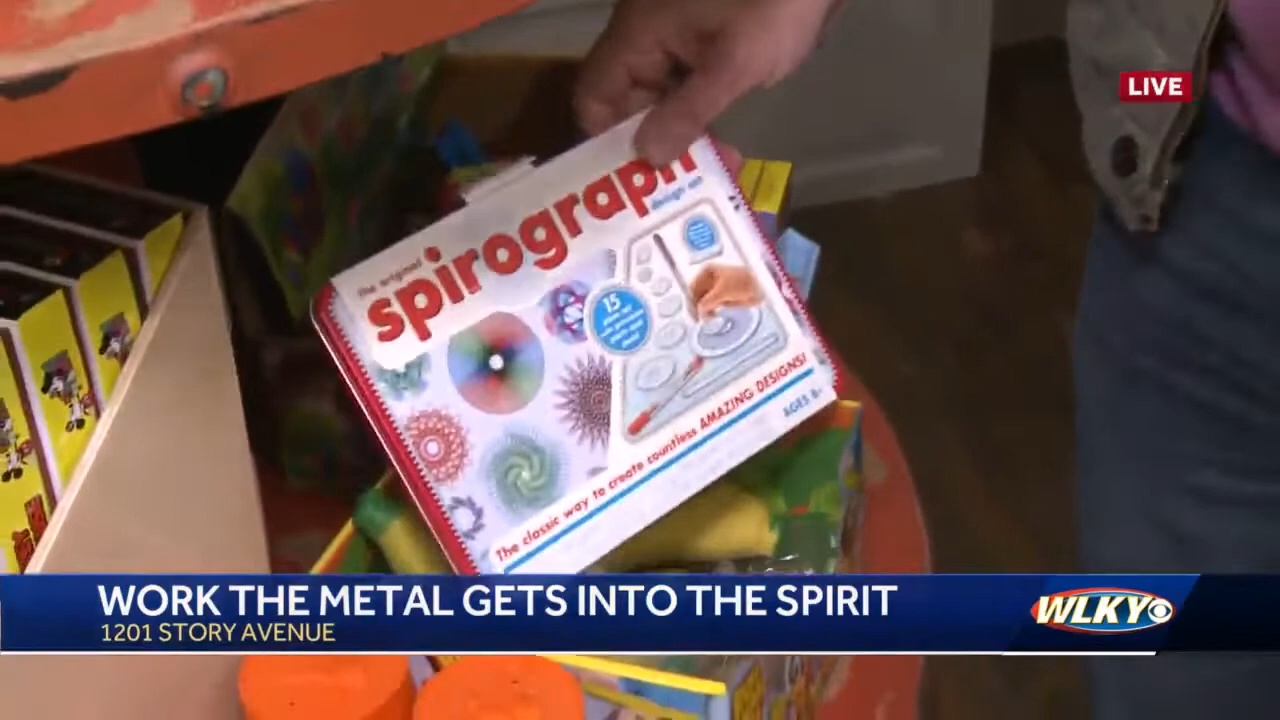 LIVE
the original
spirograph
design set
15
The classic way to create countless AMAZING DESIGNS!
AGES 8+
WORK THE METAL GETS INTO THE SPIRIT
1201 STORY AVENUE
WLKY